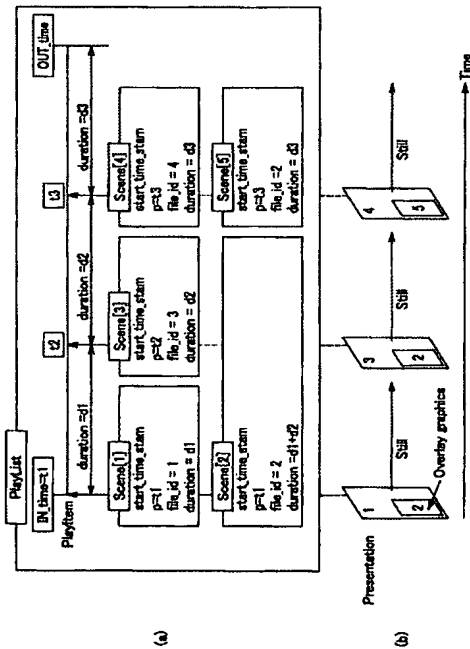 PlayList
IN_time=t1
t2
t3
OUT_time
PlayItem
duration =d1
duration =d2
duration =d3
Scene[1]
start_time_stam
p=t1
file_id = 1
duration = d1
Scene[3]
start_time_stam
p=t2
file_id = 3
duration = d2
Scene[4]
start_time_stam
p=t3
file_id = 4
duration = d3
Scene[2]
start_time_stam
p=t1
file_id = 2
duration =d1+d2
Scene[5]
start_time_stam
p=t3
file_id =2
duration = d3
(a)
Presentation
1
2
Still
3
2
Still
4
5
Still
Overlay graphics
(b)
Time